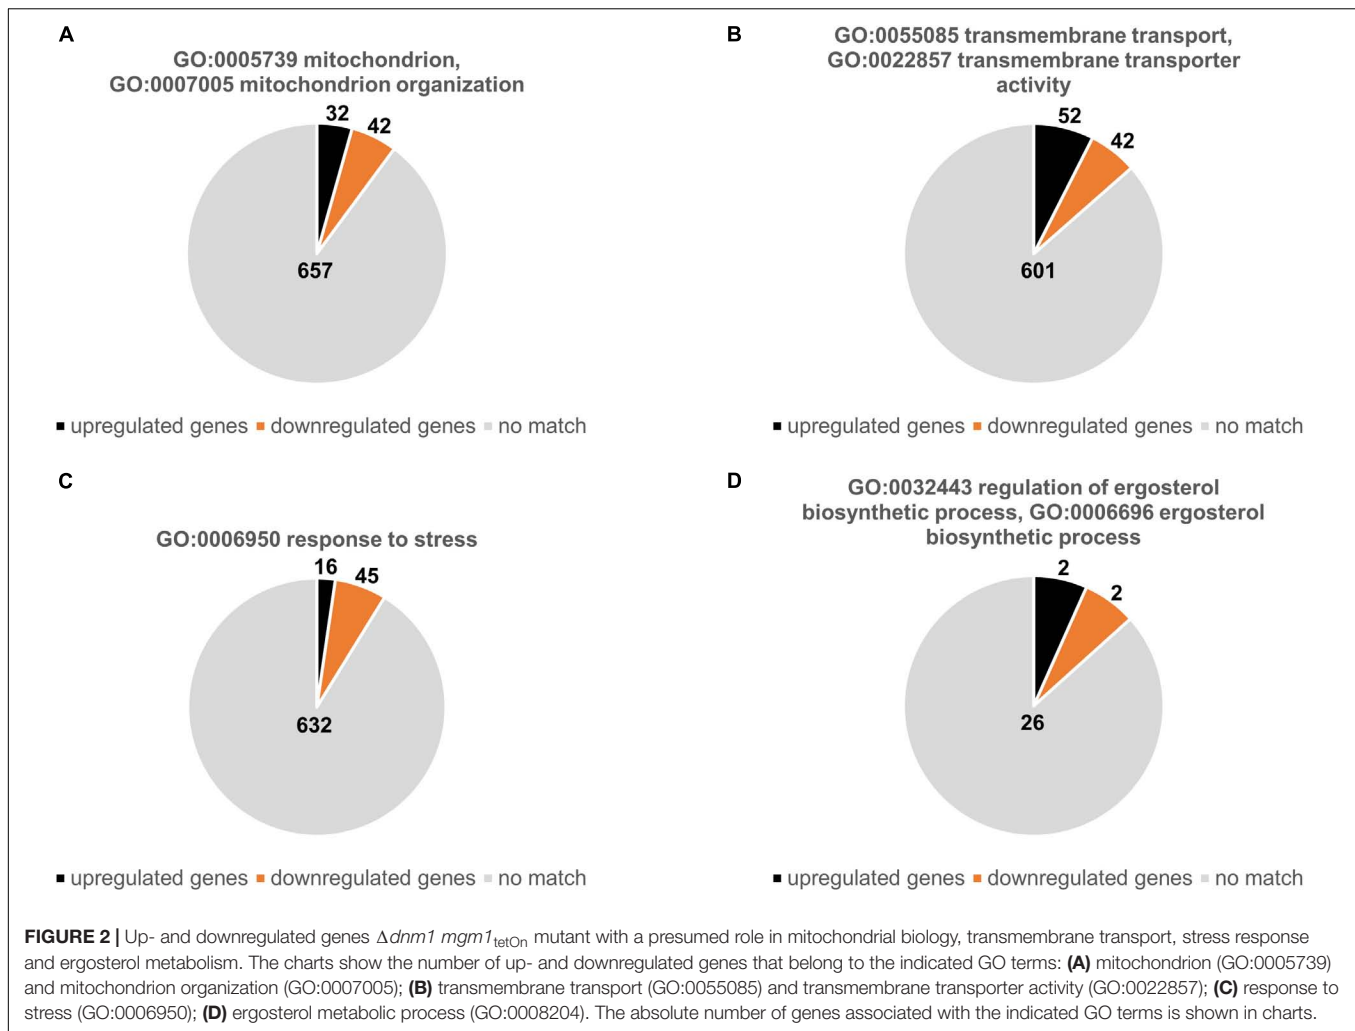 A
GO:0005739 mitochondrion,
GO:0007005 mitochondrion organization
32
42
657
■ upregulated genes ■ downregulated genes ■ no match
B
GO:0055085 transmembrane transport,
GO:0022857 transmembrane transporter
activity
52
42
601
■ upregulated genes ■ downregulated genes ■ no match
C
GO:0006950 response to stress
16
45
632
■ upregulated genes ■ downregulated genes ■ no match
D
GO:0032443 regulation of ergosterol
biosynthetic process, GO:0006696 ergosterol
biosynthetic process
2
2
26
■ upregulated genes ■ downregulated genes ■ no match
FIGURE 2 | Up- and downregulated genes Δdnm1 mgm1tetOn mutant with a presumed role in mitochondrial biology, transmembrane transport, stress response
and ergosterol metabolism. The charts show the number of up- and downregulated genes that belong to the indicated GO terms: (A) mitochondrion (GO:0005739)
and mitochondrion organization (GO:0007005); (B) transmembrane transport (GO:0055085) and transmembrane transporter activity (GO:0022857); (C) response to
stress (GO:0006950); (D) ergosterol metabolic process (GO:0008204). The absolute number of genes associated with the indicated GO terms is shown in charts.